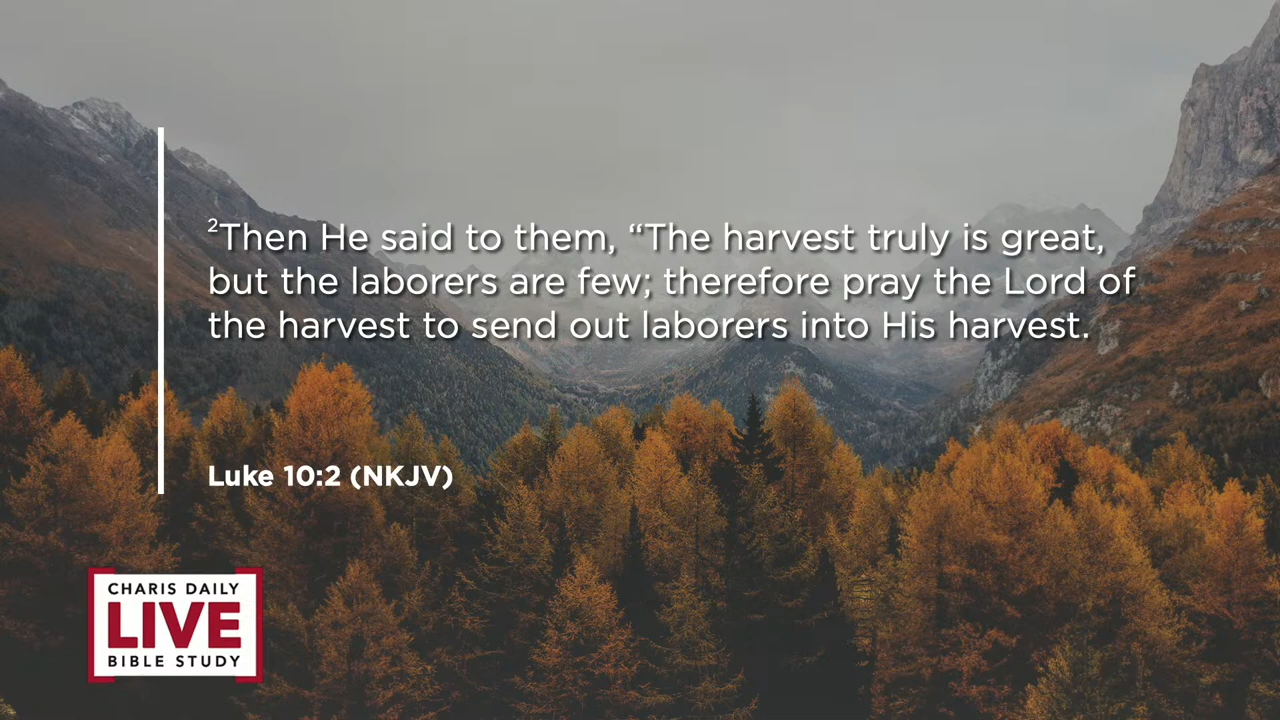 ²Then He said to them, “The harvest truly is great,
but the laborers are few; therefore pray the Lord of
the harvest to send out laborers into His harvest.
Luke 10:2 (NKJV)
CHARIS DAILY
LIVE
BIBLE STUDY